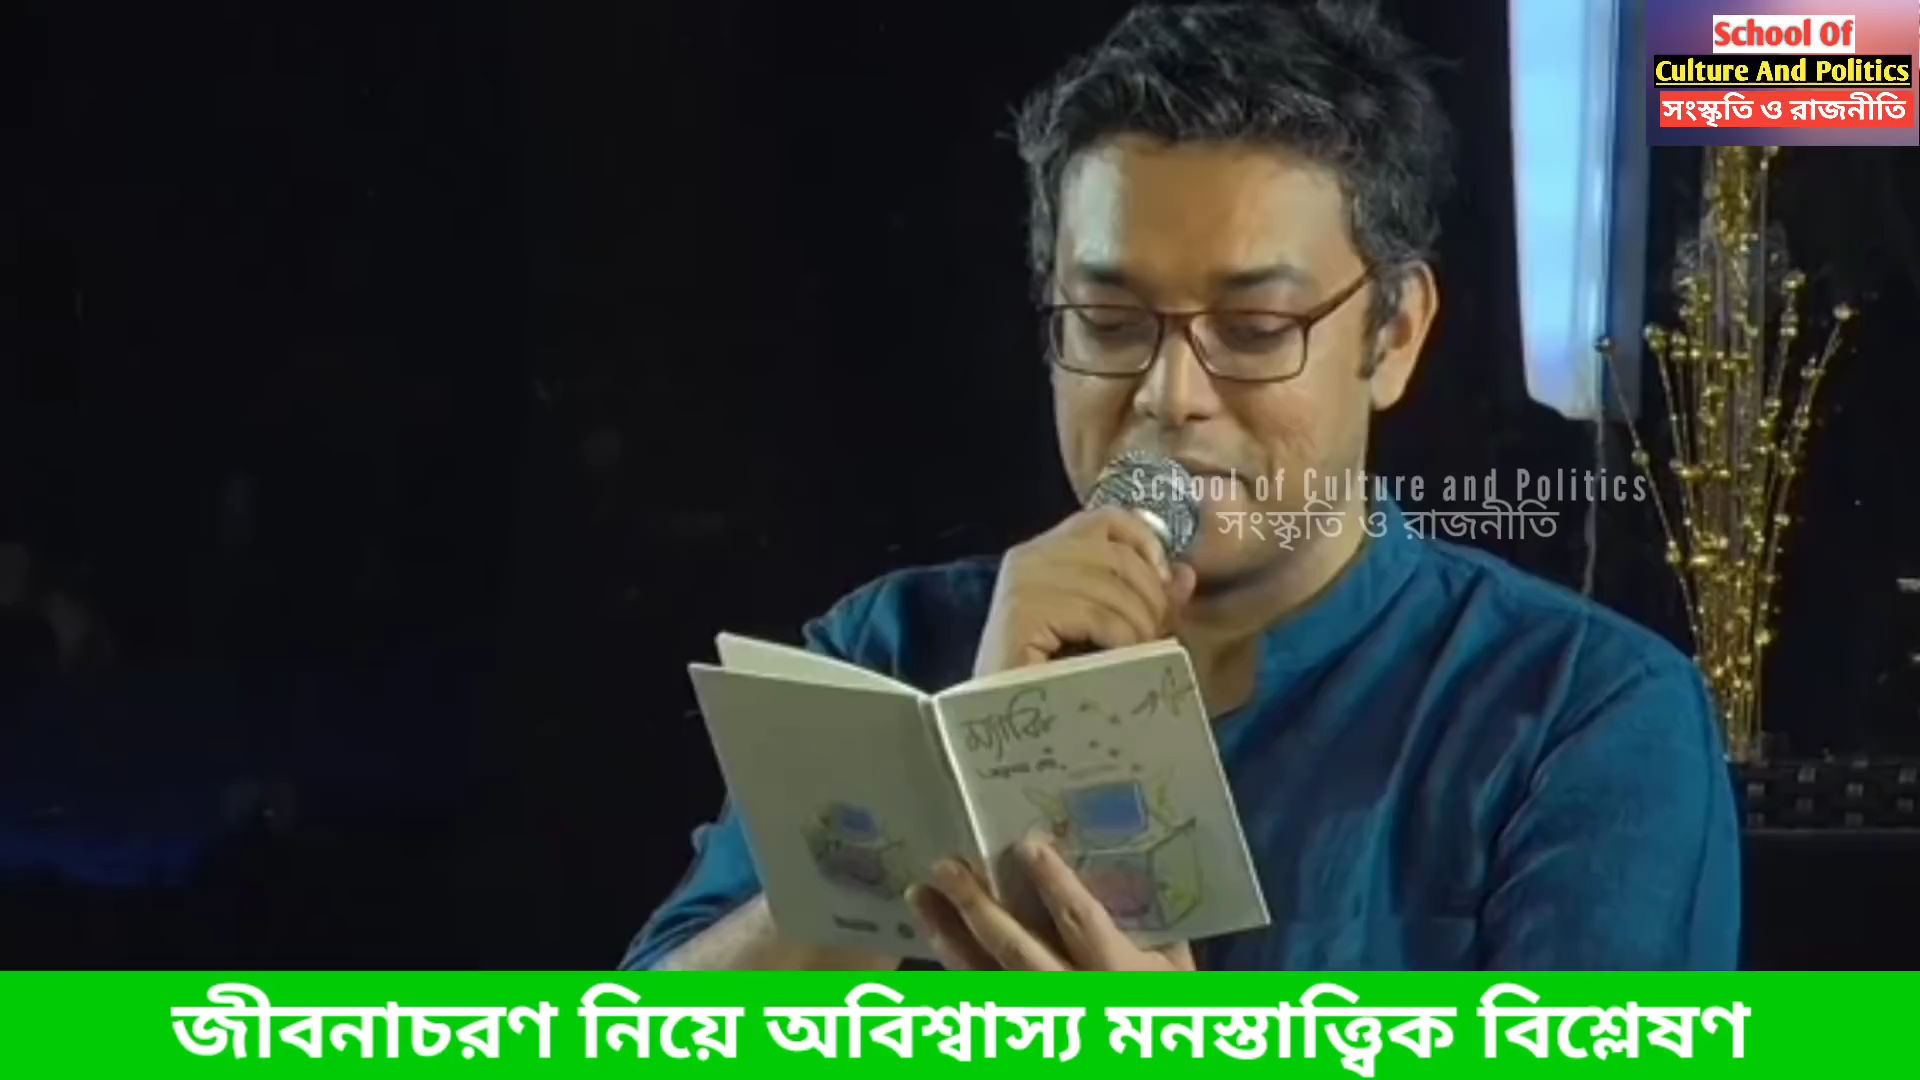 School Of
Culture And Politics
সংস্কৃতি ও রাজনীতি
School of Culture and Politics
সংস্কৃতি ও রাজনীতি
জীবনাচরণ নিয়ে অবিশ্বাস্য মনস্তাত্ত্বিক বিশ্লেষণ